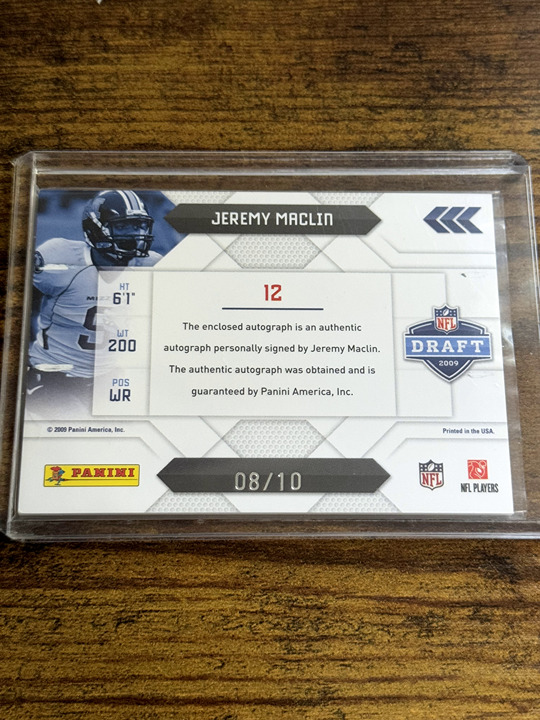 JEREMY MACLIN
HT
6'1"
WT
200
POS
WR
12
The enclosed autograph is an authentic
autograph personally signed by Jeremy Maclin.
The authentic autograph was obtained and is
guaranteed by Panini America, Inc.
NFL
DRAFT
2009
© 2009 Panini America, Inc.
Printed in the USA.
PANINI
08/10
NFL
NFL PLAYERS